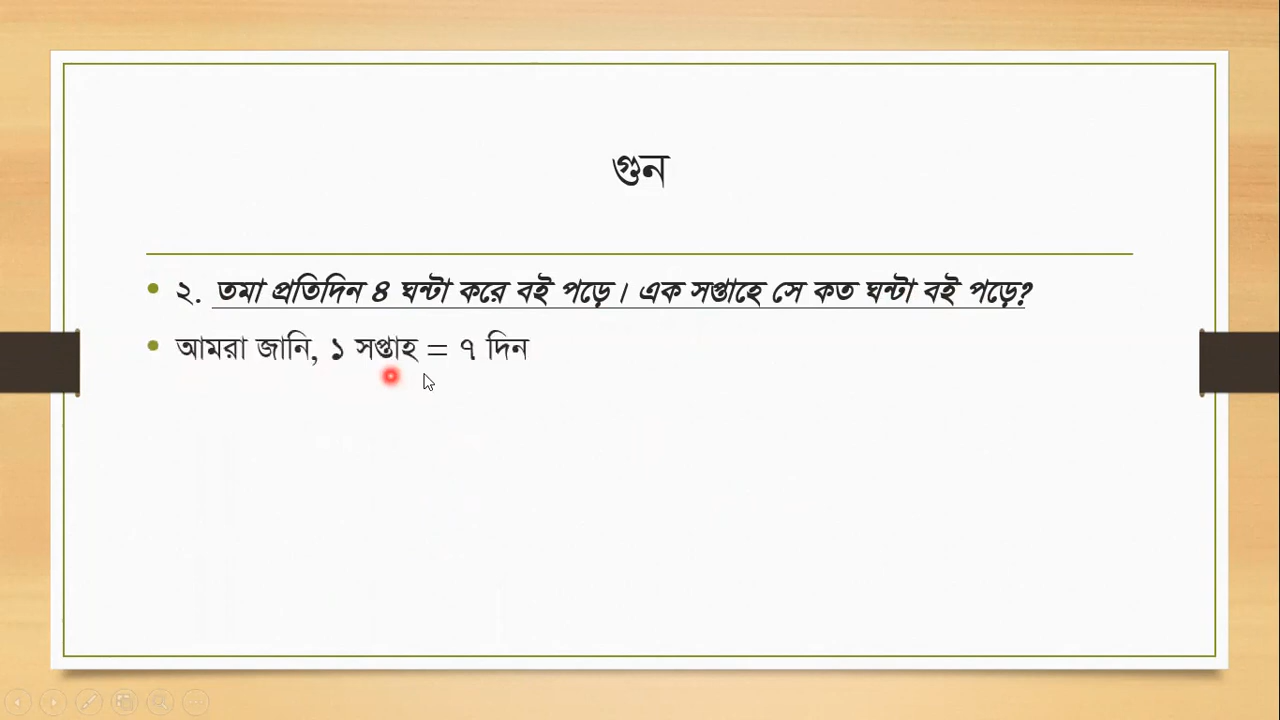 গুন
২. তমা প্রতিদিন ৪ ঘন্টা করে বই পড়ে। এক সপ্তাহে সে কত ঘন্টা বই পড়ে?
আমরা জানি, ১ সপ্তাহ = ৭ দিন